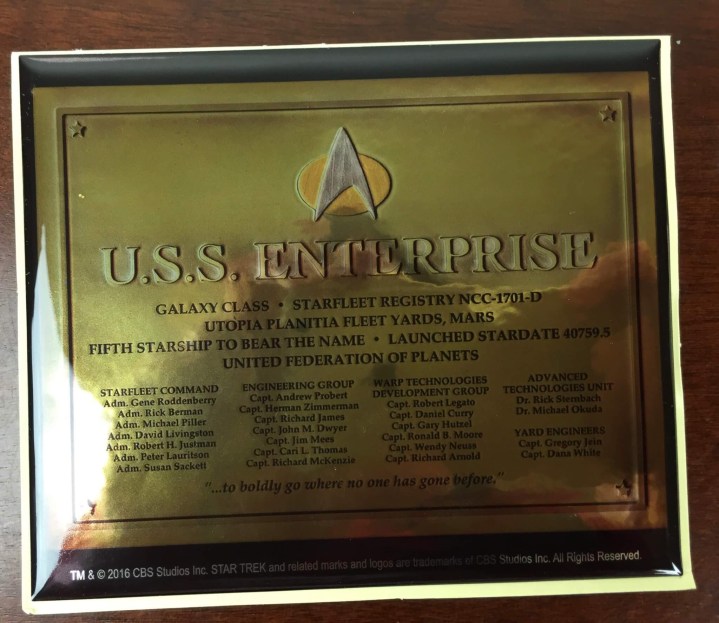 U.S.S. ENTERPRISE
GALAXY CLASS • STARFLEET REGISTRY NCC-1701-D
UTOPIA PLANITIA FLEET YARDS, MARS
FIFTH STARSHIP TO BEAR THE NAME • LAUNCHED STARDATE 40759.5
UNITED FEDERATION OF PLANETS
STARFLEET COMMAND
Adm. Gene Roddenberry
Adm. Rick Berman
Adm. Michael Piller
Adm. David Livingston
Adm. Robert H. Justman
Adm. Peter Lauritson
Adm. Susan Sackett
ENGINEERING GROUP
Capt. Andrew Probert
Capt. Herman Zimmerman
Capt. Richard James
Capt. John M. Dwyer
Capt. Jim Mees
Capt. Cari L. Thomas
Capt. Richard McKenzie
WARP TECHNOLOGIES
DEVELOPMENT GROUP
Capt. Robert Legato
Capt. Daniel Curry
Capt. Gary Hutzel
Capt. Ronald B. Moore
Capt. Wendy Neuss
Capt. Richard Arnold
ADVANCED
TECHNOLOGIES UNIT
Dr. Rick Sternbach
Dr. Michael Okuda
YARD ENGINEERS
Capt. Gregory Jein
Capt. Dana White
"...to boldly go where no one has gone before."
TM & © 2016 CBS Studios Inc. STAR TREK and related marks and logos are trademarks of CBS Studios Inc. All Rights Reserved.